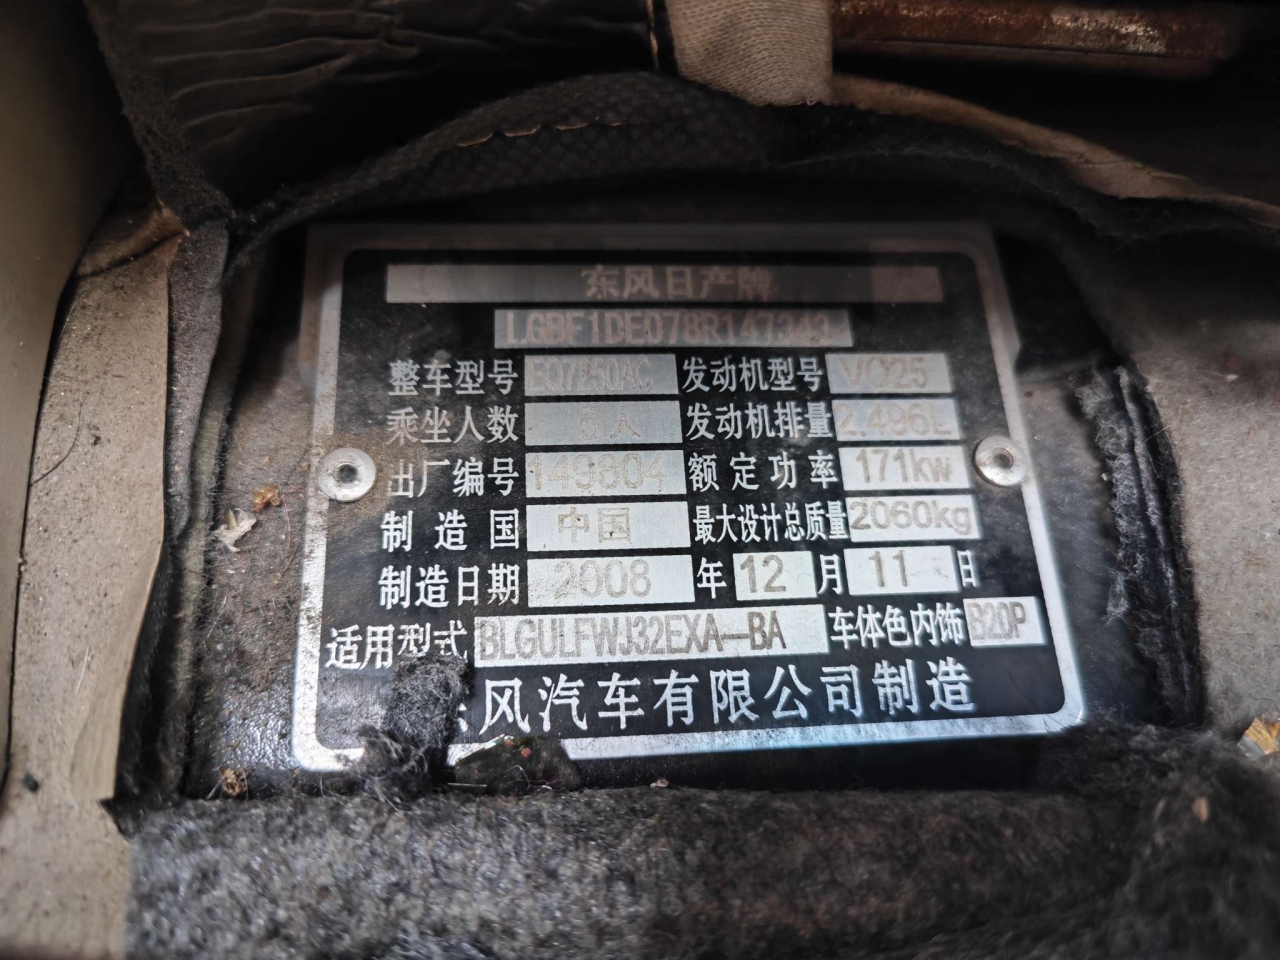 东风日产牌
LGBF1DE078R147343
整车型号 EQ7250AC 发动机型号 VQ25
乘坐人数 5人 发动机排量 2.496L
出厂编号 149804 额定功率 171kw
制造国 中国 最大设计总质量 2060kg
制造日期 2008 年 12 月 11 日
适用型式 BLGULFWJ32EXA-BA 车体色内饰 B20P
风汽车有限公司制造